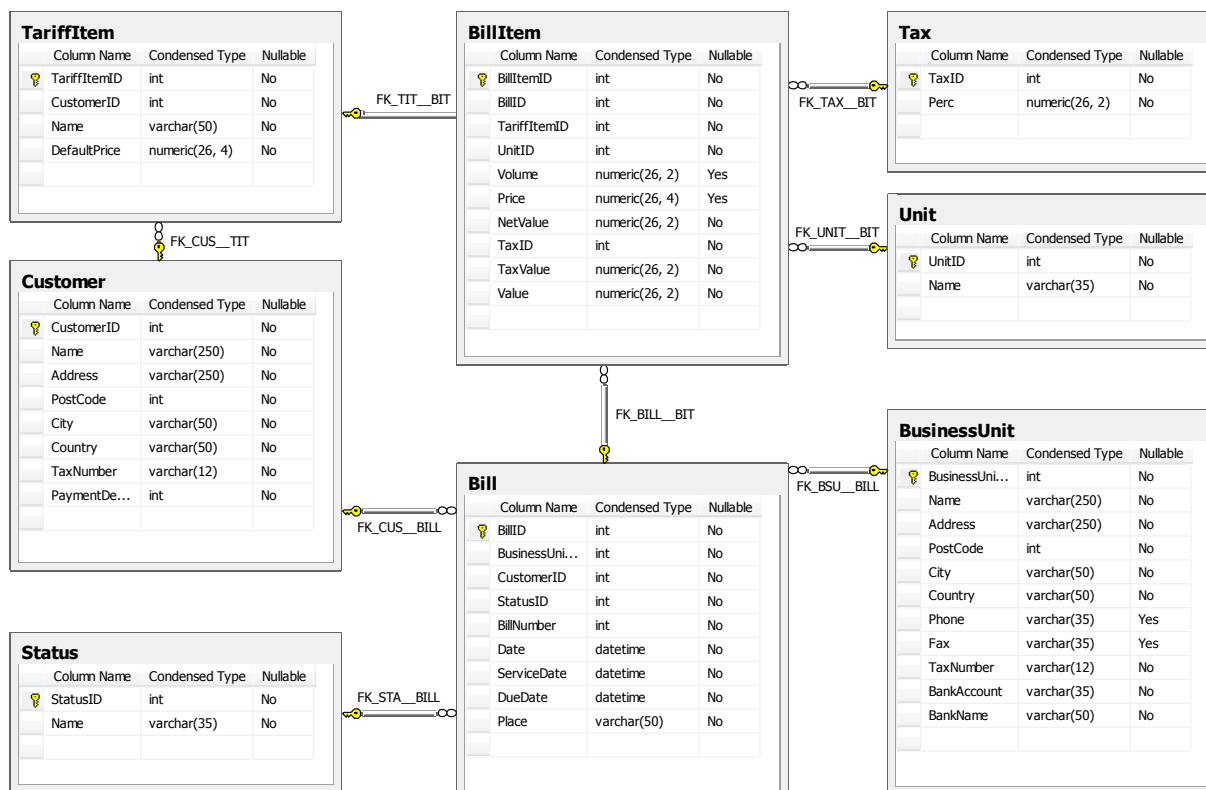 TariffItem
Column Name Condensed Type Nullable
TariffItemID int No
CustomerID int No
Name varchar(50) No
DefaultPrice numeric(26, 4) No
FK_TIT__BIT
BillItem
Column Name Condensed Type Nullable
BillItemID int No
BillID int No
TariffItemID int No
UnitID int No
Volume numeric(26, 2) Yes
Price numeric(26, 4) Yes
NetValue numeric(26, 2) No
TaxID int No
TaxValue numeric(26, 2) No
Value numeric(26, 2) No
FK_TAX__BIT
Tax
Column Name Condensed Type Nullable
TaxID int No
Perc numeric(26, 2) No
FK_UNIT__BIT
Unit
Column Name Condensed Type Nullable
UnitID int No
Name varchar(35) No
FK_CUS__TIT
Customer
Column Name Condensed Type Nullable
CustomerID int No
Name varchar(250) No
Address varchar(250) No
PostCode int No
City varchar(50) No
Country varchar(50) No
TaxNumber varchar(12) No
PaymentDe... int No
FK_BILL__BIT
FK_CUS__BILL
Bill
Column Name Condensed Type Nullable
BillID int No
BusinessUni... int No
CustomerID int No
StatusID int No
BillNumber int No
Date datetime No
ServiceDate datetime No
DueDate datetime No
Place varchar(50) No
FK_BSU__BILL
BusinessUnit
Column Name Condensed Type Nullable
BusinessUni... int No
Name varchar(250) No
Address varchar(250) No
PostCode int No
City varchar(50) No
Country varchar(50) No
Phone varchar(35) Yes
Fax varchar(35) Yes
TaxNumber varchar(12) No
BankAccount varchar(35) No
BankName varchar(50) No
Status
Column Name Condensed Type Nullable
StatusID int No
Name varchar(35) No
FK_STA__BILL